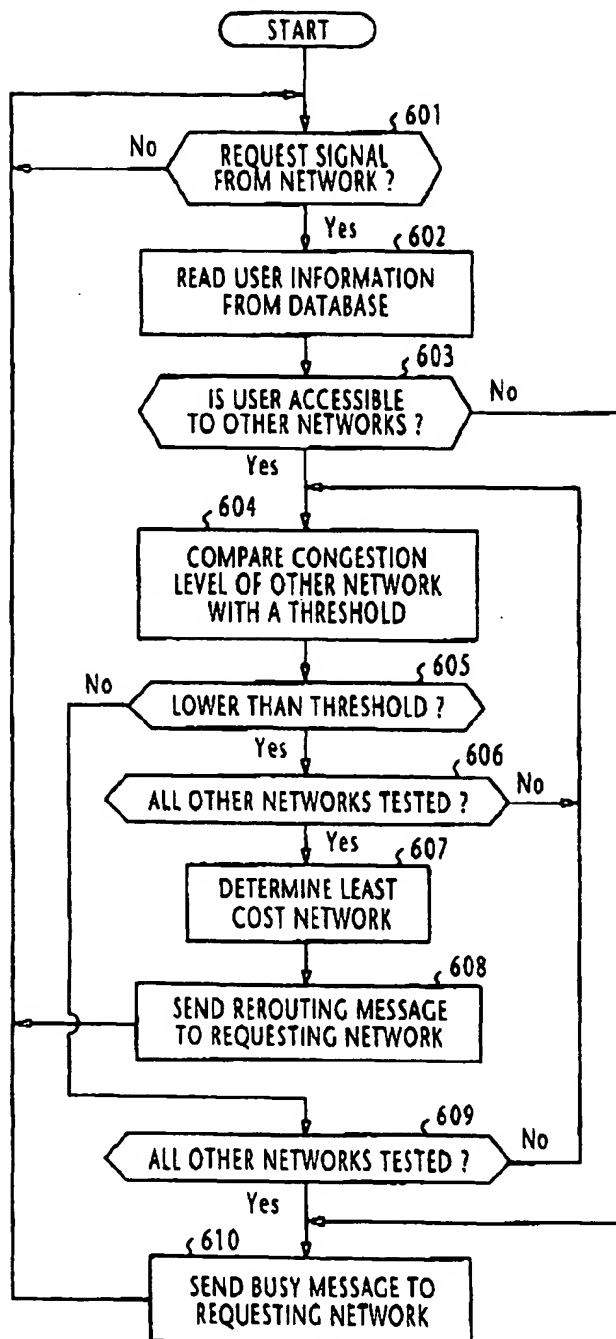 START
601
No
REQUEST SIGNAL
FROM NETWORK ?
Yes
602
READ USER INFORMATION
FROM DATABASE
603
IS USER ACCESSIBLE
TO OTHER NETWORKS ?
No
Yes
604
COMPARE CONGESTION
LEVEL OF OTHER NETWORK
WITH A THRESHOLD
605
No
LOWER THAN THRESHOLD ?
Yes
606
ALL OTHER NETWORKS TESTED ?
No
Yes
607
DETERMINE LEAST
COST NETWORK
608
SEND REROUTING MESSAGE
TO REQUESTING NETWORK
609
ALL OTHER NETWORKS TESTED ?
No
Yes
610
SEND BUSY MESSAGE TO
REQUESTING NETWORK